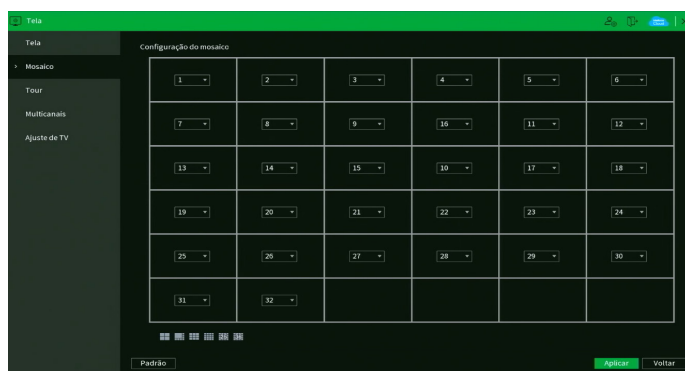 Tela
Tela
Configuração do mosaico
Mosaico
1 2 3 4 5 6
Tour
Multicanais
7 8 9 16 11 12
Ajuste de TV
13 14 15 10 17 18
19 20 21 22 23 24
25 26 27 28 29 30
31 32
25 36
Padrão Aplicar Voltar